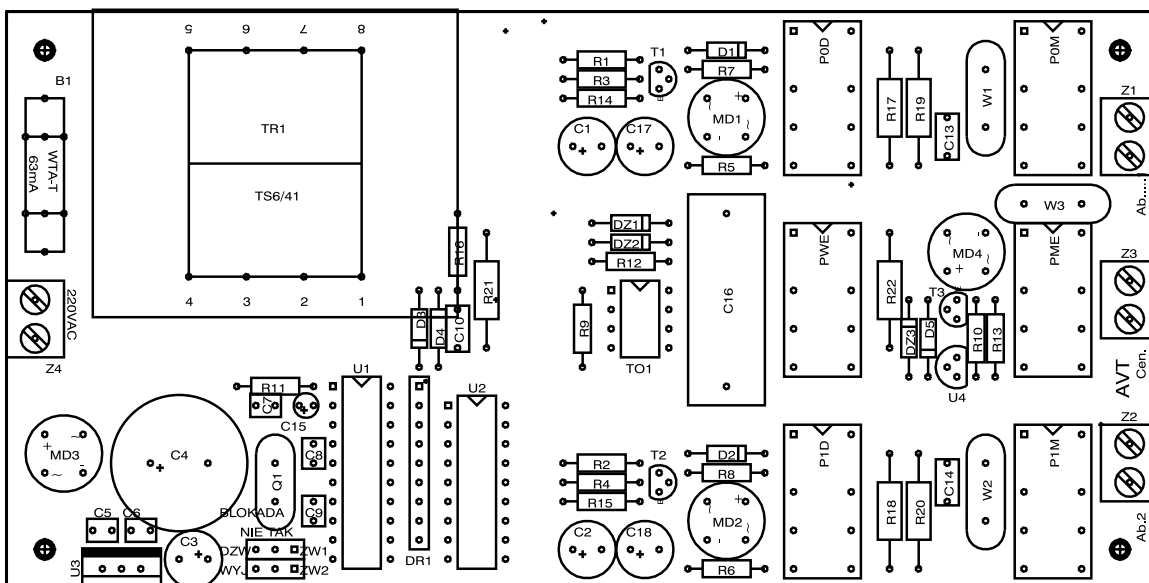 5 6 7 8
B1
TR1
WTA-T
63mA
TS6/41
4 3 2 1
220VAC
Z4
R16
R21
D3
D4
C10
R11
C7
C15
U1
U2
MD3
C4
Q1
C8
C9
C5
C6
C3
U3
BLOKADA
NIE TAK
DZW
ZW1
WYJ
ZW2
DR1
R1
R3
R14
T1
D1
R7
C1
C17
MD1
R5
P0D
R17
R19
C13
W1
P0M
Z1
Ab.....1
DZ1
DZ2
R12
R9
TO1
C16
PWE
R22
MD4
W3
PME
Z3
T3
DZ3
D5
R10
R13
U4
AVT
Cen.
R2
R4
R15
T2
D2
R8
C2
C18
MD2
R6
P1D
R18
R20
C14
W2
P1M
Z2
Ab.2